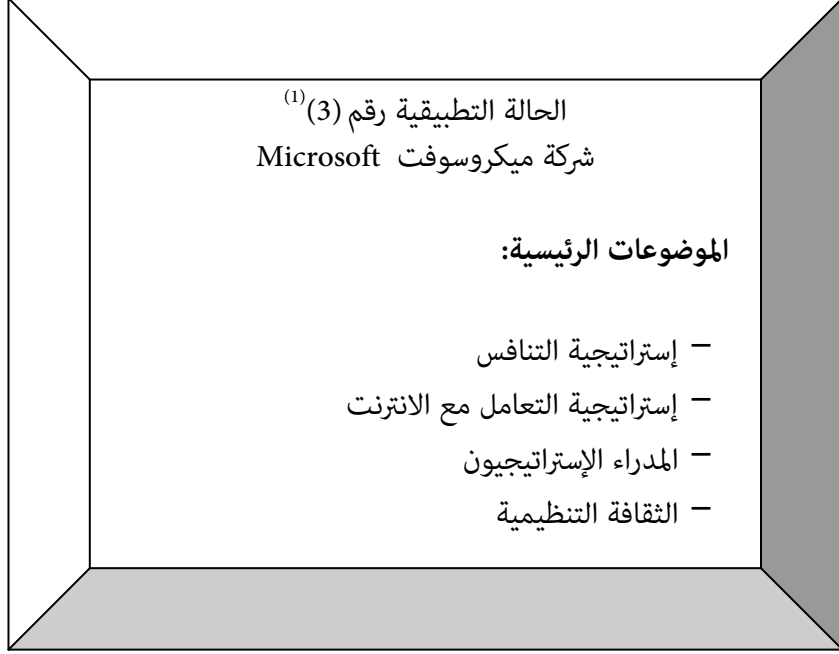 الحالة التطبيقية رقم (3)(1)
شركة ميكروسوفت Microsoft
الموضوعات الرئيسية:
– إستراتيجية التنافس
– إستراتيجية التعامل مع الانترنت
– المدراء الإستراتيجيون
– الثقافة التنظيمية